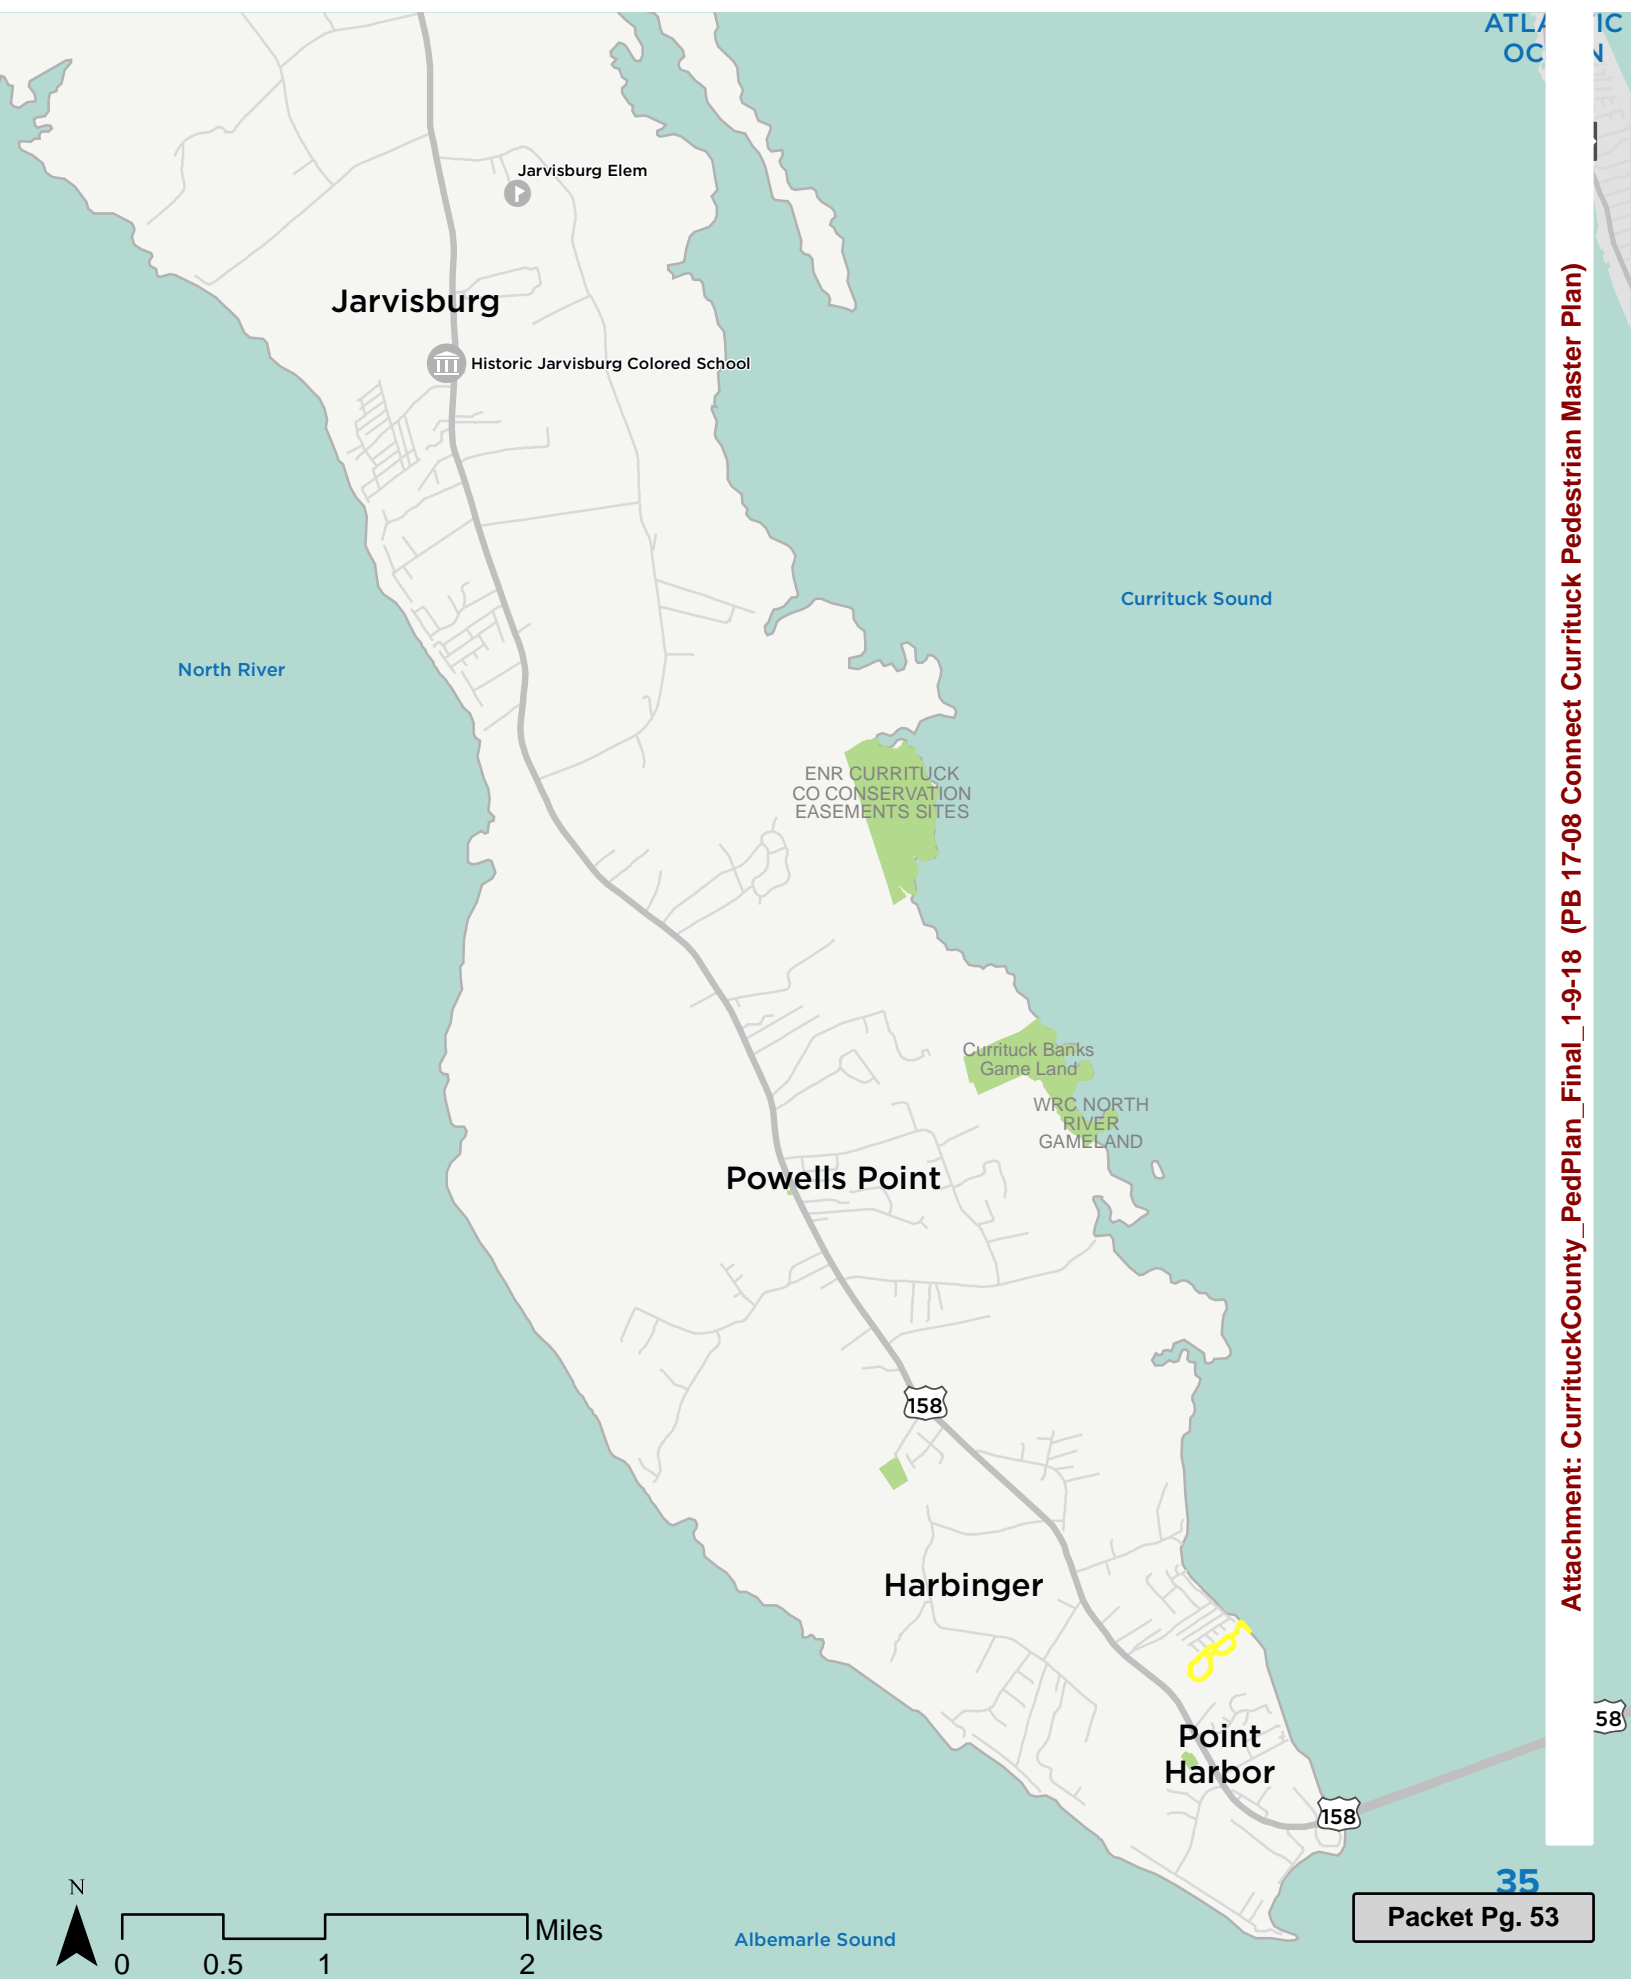 Jarvisburg Elem
Jarvisburg
Historic Jarvisburg Colored School
Currituck Sound
North River
ENR CURRITUCK
CO CONSERVATION
EASEMENTS SITES
Currituck Banks
Game Land
WRC NORTH
RIVER
GAMELAND
Powells Point
158
Harbinger
Point
Harbor
158
58
Attachment: CurrituckCounty_PedPlan_Final_1-9-18 (PB 17-08 Connect Currituck Pedestrian Master Plan)
35
Packet Pg. 53
N
Miles
0 0.5 1 2
Albemarle Sound